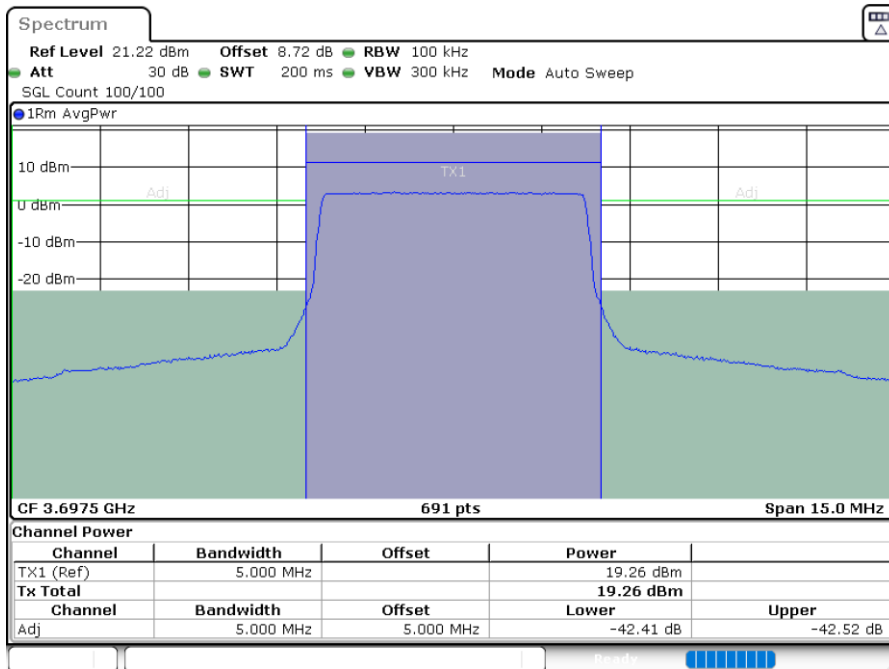 Spectrum
Ref Level 21.22 dBm Offset 8.72 dB RBW 100 kHz
Att 30 dB SWT 200 ms VBW 300 kHz Mode Auto Sweep
SGL Count 100/100
1Rm AvgPwr
10 dBm
TX1
Adj Adj
0 dBm
-10 dBm
-20 dBm
CF 3.6975 GHz 691 pts Span 15.0 MHz
Channel Power
Channel Bandwidth Offset Power
TX1 (Ref) 5.000 MHz 19.26 dBm
Tx Total 19.26 dBm
Channel Bandwidth Offset Lower Upper
Adj 5.000 MHz 5.000 MHz -42.41 dB -42.52 dB
Ready